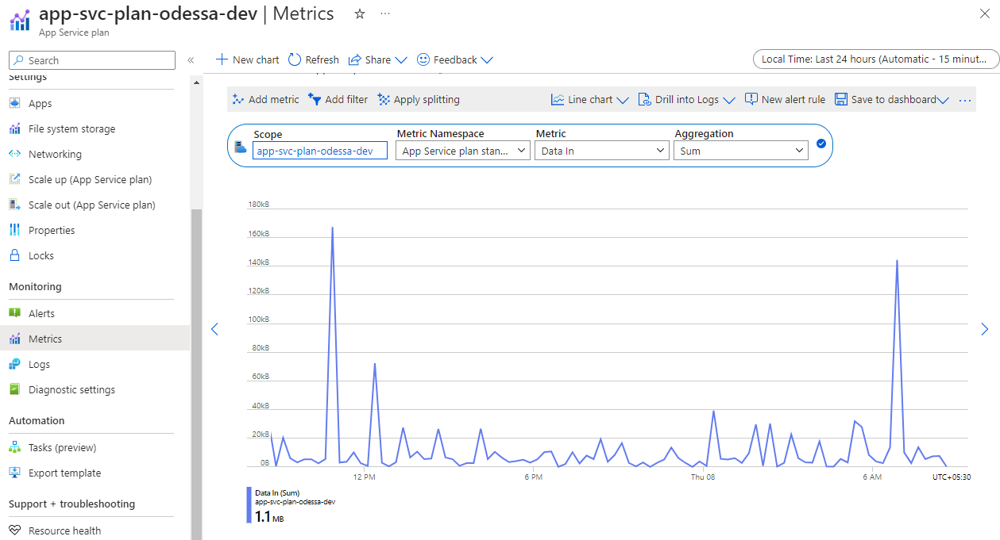 app-svc-plan-odessa-dev | Metrics
App Service plan
Search
Settings
Apps
File system storage
Networking
Scale up (App Service plan)
Scale out (App Service plan)
Properties
Locks
Monitoring
Alerts
Metrics
Logs
Diagnostic settings
Automation
Tasks (preview)
Export template
Support + troubleshooting
Resource health
New chart Refresh Share Feedback
Local Time: Last 24 hours (Automatic - 15 minut...
Add metric Add filter Apply splitting Line chart Drill into Logs New alert rule Save to dashboard
Scope Metric Namespace Metric Aggregation
app-svc-plan-odessa-dev App Service plan stan... Data In Sum
180kB
160kB
140kB
120kB
100kB
80kB
60kB
40kB
20kB
0B
12 PM 6 PM Thu 08 6 AM UTC+05:30
Data In (Sum)
app-svc-plan-odessa-dev
1.1 MB